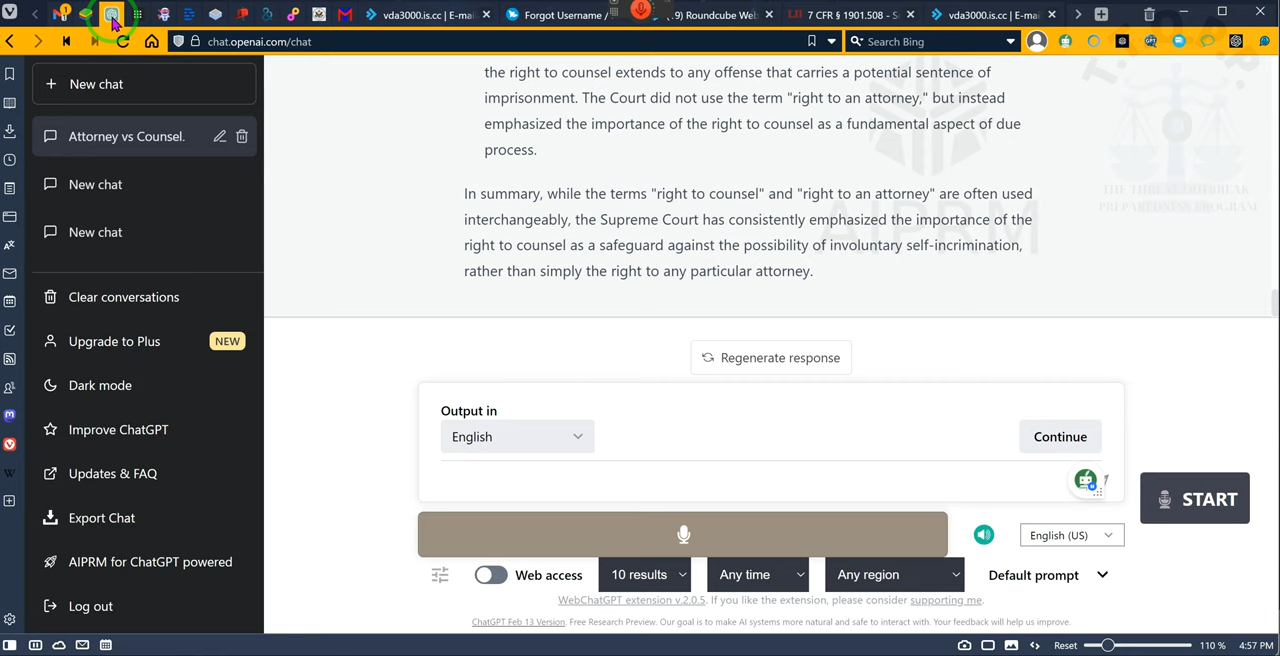 vda3000.is.cc | E-mai
Forgot Username /
9) Roundcube Web
7 CFR § 1901.508 - S
vda3000.is.cc | E-mai
chat.openai.com/chat
Search Bing
New chat
Attorney vs Counsel.
New chat
New chat
Clear conversations
Upgrade to Plus
NEW
Dark mode
Improve ChatGPT
Updates & FAQ
Export Chat
AIPRM for ChatGPT powered
Log out
the right to counsel extends to any offense that carries a potential sentence of
imprisonment. The Court did not use the term "right to an attorney," but instead
emphasized the importance of the right to counsel as a fundamental aspect of due
process.
In summary, while the terms "right to counsel" and "right to an attorney" are often used
interchangeably, the Supreme Court has consistently emphasized the importance of the
right to counsel as a safeguard against the possibility of involuntary self-incrimination,
rather than simply the right to any particular attorney.
AIPRM
THE THREAT OUTBREAK
PREPAREDNESS PROGRAM
Regenerate response
Output in
English
Continue
START
English (US)
Web access
10 results
Any time
Any region
Default prompt
WebChatGPT extension v.2.0.5. If you like the extension, please consider supporting me.
ChatGPT Feb 13 Version. Free Research Preview. Our goal is to make AI systems more natural and safe to interact with. Your feedback will help us improve.
Reset
110 %
4:57 PM